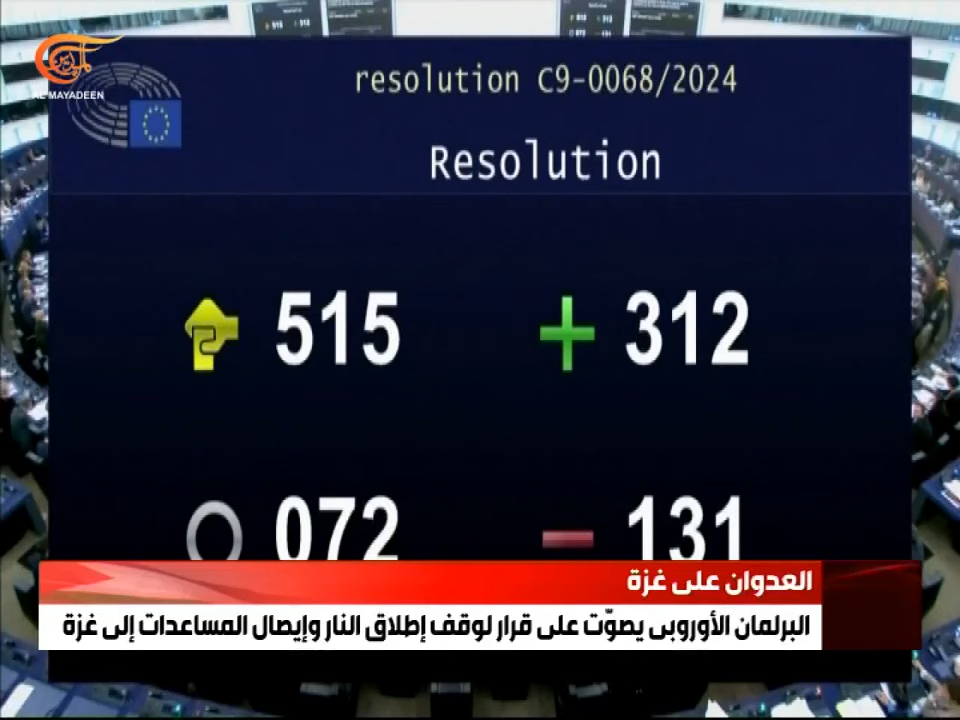 AL MAYADEEN
resolution C9-0068/2024
Resolution
515
312
072
131
العدوان على غزة
البرلمان الأوروبي يصوّت على قرار لوقف إطلاق النار وإيصال المساعدات إلى غزة